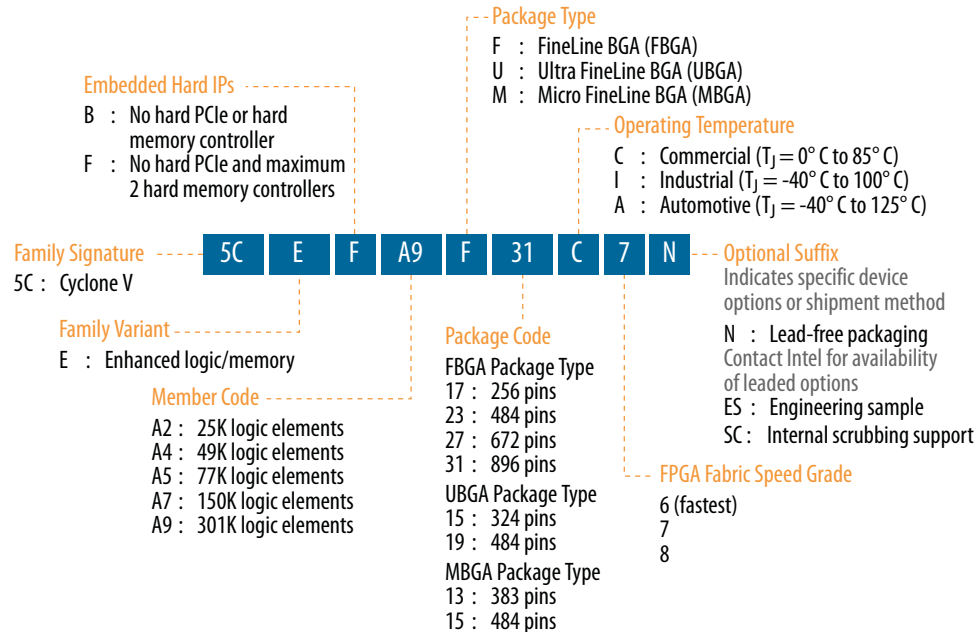 Package Type
F : FineLine BGA (FBGA)
U : Ultra FineLine BGA (UBGA)
M : Micro FineLine BGA (MBGA)
Embedded Hard IPs
B : No hard PCIe or hard
memory controller
F : No hard PCIe and maximum
2 hard memory controllers
Operating Temperature
C : Commercial (TJ = 0° C to 85° C)
I : Industrial (TJ = -40° C to 100° C)
A : Automotive (TJ = -40° C to 125° C)
Family Signature
5C : Cyclone V
5C E F A9 F 31 C 7 N
Optional Suffix
Indicates specific device
options or shipment method
N : Lead-free packaging
Contact Intel for availability
of leaded options
ES : Engineering sample
SC : Internal scrubbing support
Family Variant
E : Enhanced logic/memory
Member Code
A2 : 25K logic elements
A4 : 49K logic elements
A5 : 77K logic elements
A7 : 150K logic elements
A9 : 301K logic elements
Package Code
FBGA Package Type
17 : 256 pins
23 : 484 pins
27 : 672 pins
31 : 896 pins
UBGA Package Type
15 : 324 pins
19 : 484 pins
MBGA Package Type
13 : 383 pins
15 : 484 pins
FPGA Fabric Speed Grade
6 (fastest)
7
8